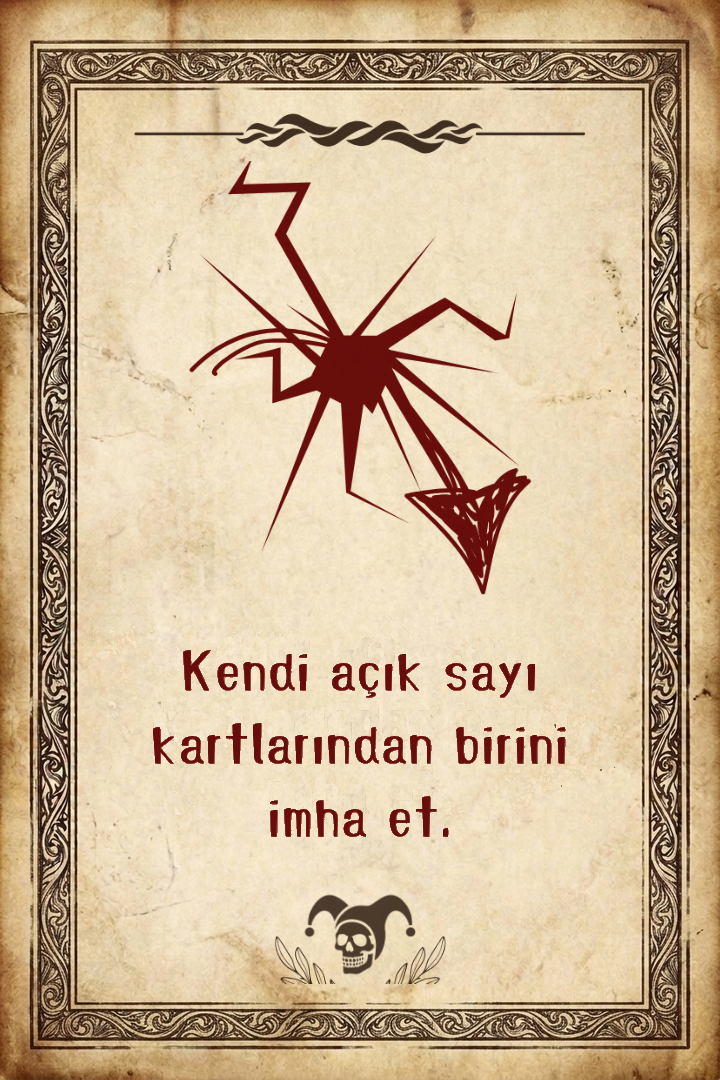 Kendi açık sayı
kartlarından birini
imha et.